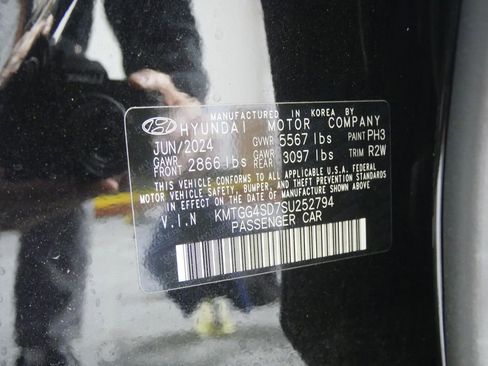 MANUFACTURED IN KOREA BY
HYUNDAI MOTOR COMPANY
JUN/2024 GVWR 5567 lbs PAINT PH3
GAWR FRONT 2866 lbs GAWR REAR 3097 lbs TRIM R2W
THIS VEHICLE CONFORMS TO ALL APPLICABLE U.S.A. FEDERAL
MOTOR VEHICLE SAFETY, BUMPER, AND THEFT PREVENTION STANDARDS
IN EFFECT ON THE DATE OF MANUFACTURE SHOWN ABOVE.
V.I.N KMTGG4SD7SU252794
PASSENGER CAR